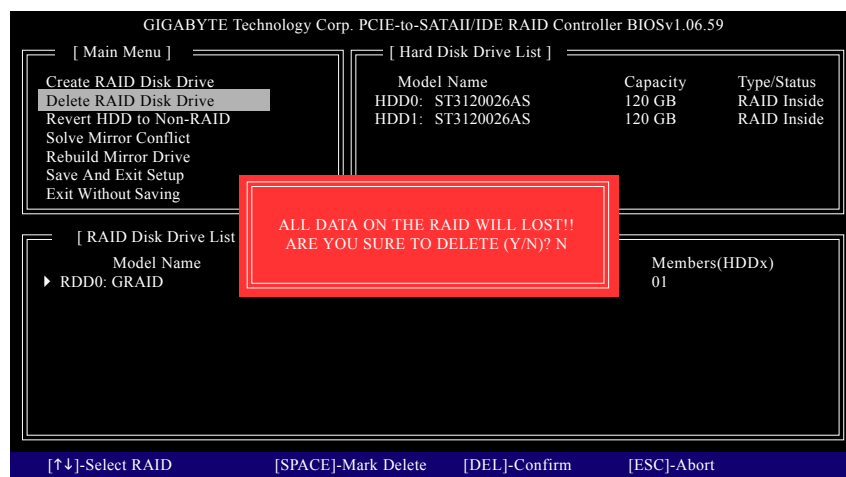 GIGABYTE Technology Corp. PCIE-to-SATAII/IDE RAID Controller BIOSv1.06.59
[ Main Menu ]
Create RAID Disk Drive
Delete RAID Disk Drive
Revert HDD to Non-RAID
Solve Mirror Conflict
Rebuild Mirror Drive
Save And Exit Setup
Exit Without Saving
[ Hard Disk Drive List ]
Model Name Capacity Type/Status
HDD0: ST3120026AS 120 GB RAID Inside
HDD1: ST3120026AS 120 GB RAID Inside
ALL DATA ON THE RAID WILL LOST!!
ARE YOU SURE TO DELETE (Y/N)? N
[ RAID Disk Drive List
Model Name Members(HDDx)
RDD0: GRAID 01
[↑↓]-Select RAID [SPACE]-Mark Delete [DEL]-Confirm [ESC]-Abort